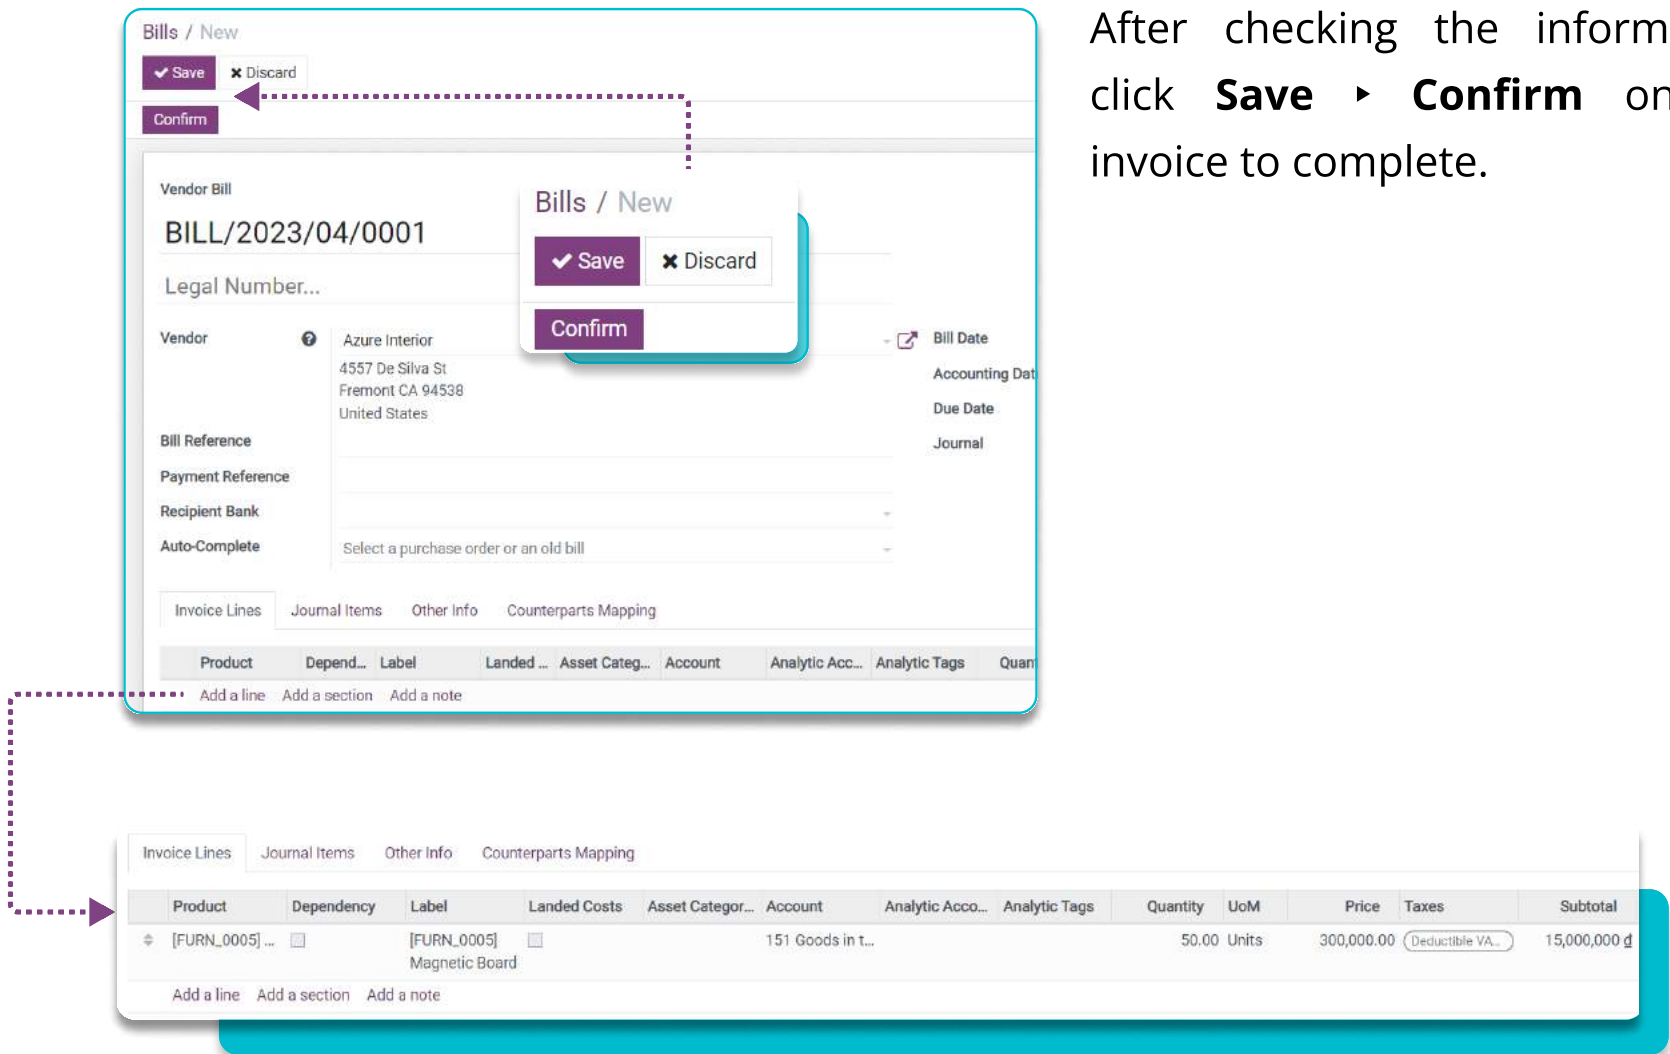 Bills / New
Save Discard
Confirm
Vendor Bill
BILL/2023/04/0001
Legal Number...
Vendor Azure Interior
4557 De Silva St
Fremont CA 94538
United States
Bill Reference
Payment Reference
Recipient Bank
Auto-Complete Select a purchase order or an old bill
Bill Date
Accounting Dat
Due Date
Journal
Invoice Lines Journal Items Other Info Counterparts Mapping
Product Depend... Label Landed ... Asset Categ... Account Analytic Acc... Analytic Tags Quan
Add a line Add a section Add a note
Bills / New
Save Discard
Confirm
After checking the inform
click Save ‣ Confirm on
invoice to complete.
Invoice Lines Journal Items Other Info Counterparts Mapping
Product Dependency Label Landed Costs Asset Categor... Account Analytic Acco... Analytic Tags Quantity UoM Price Taxes Subtotal
[FURN_0005] ... [FURN_0005] 151 Goods in t... 50.00 Units 300,000.00 Deductible VA... 15,000,000 ₫
Magnetic Board
Add a line Add a section Add a note